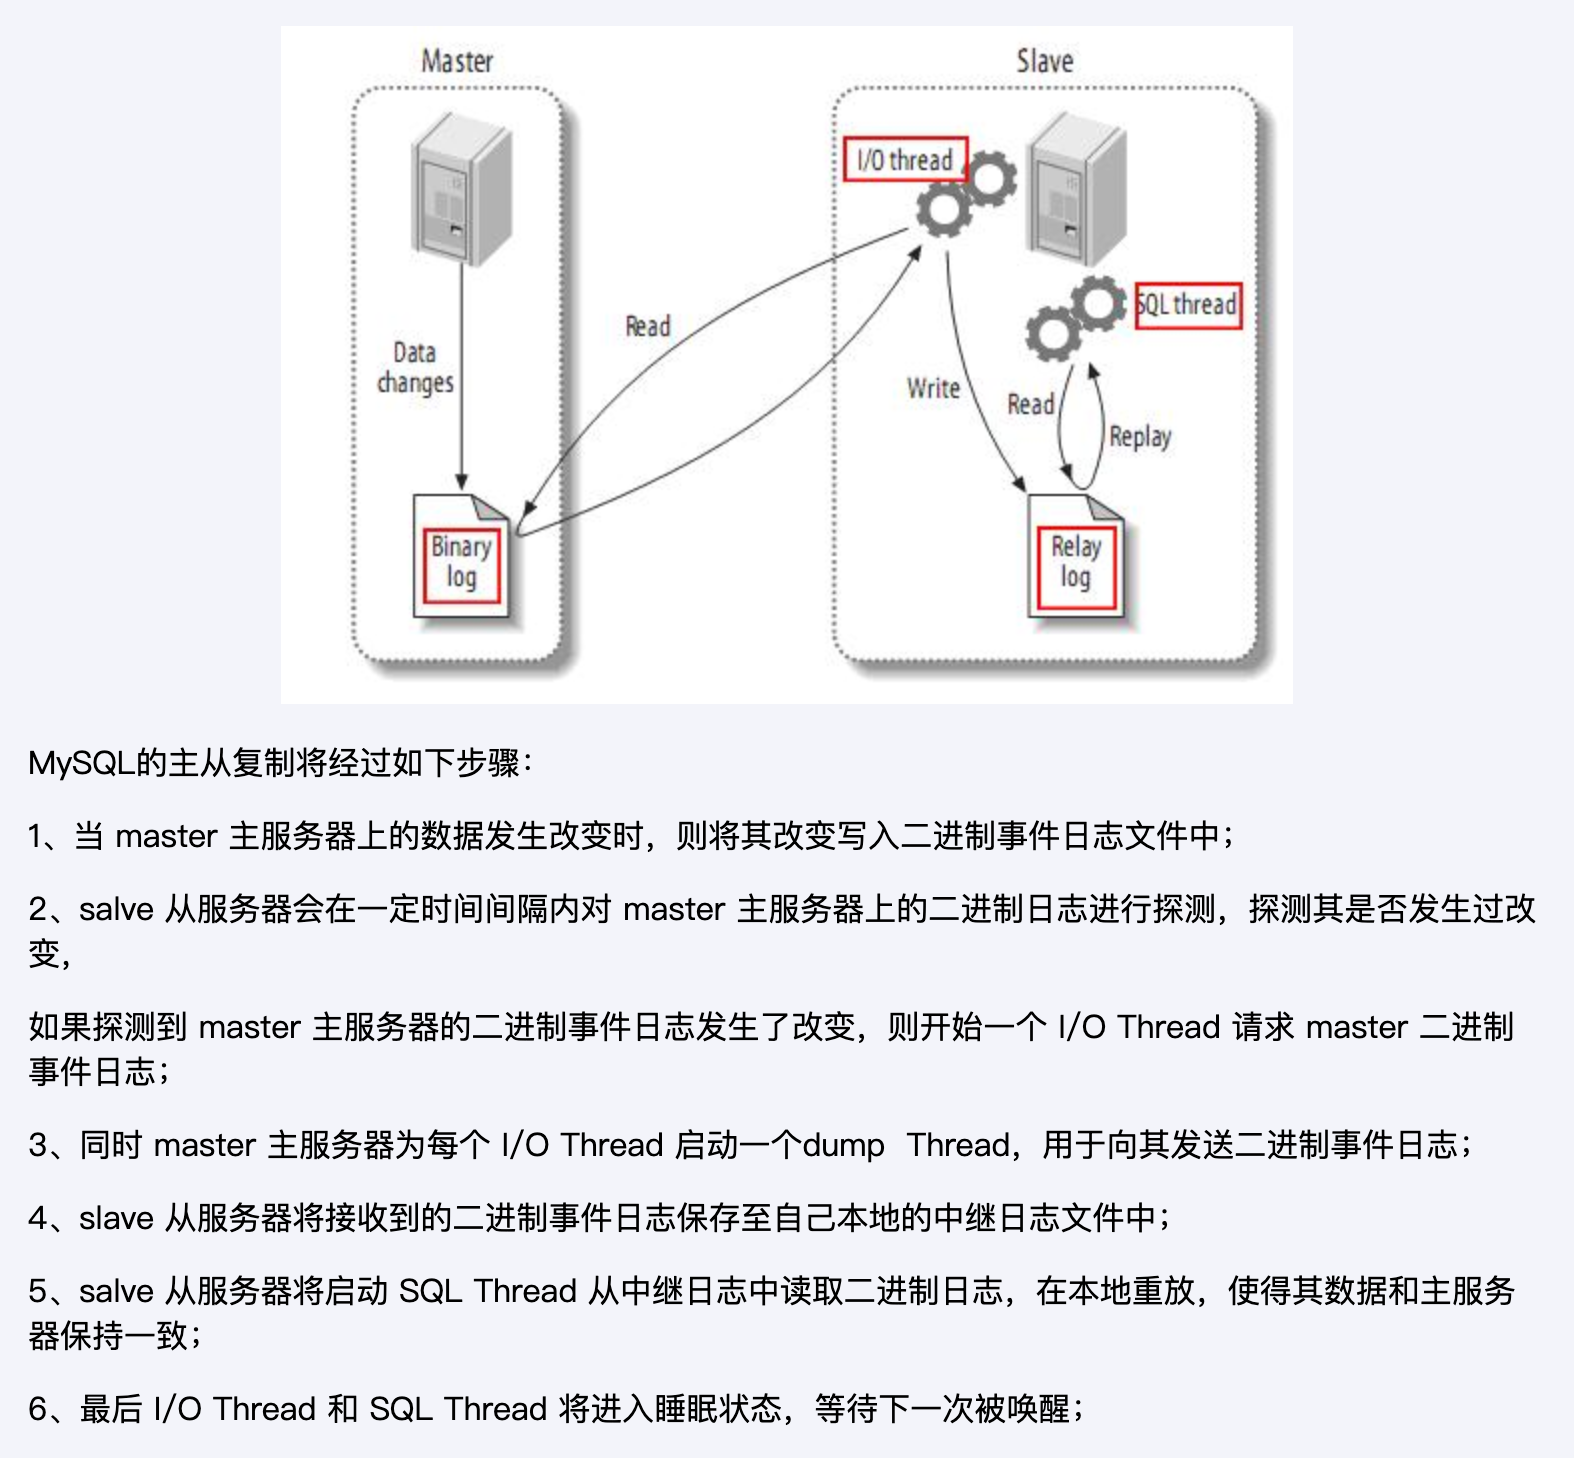 Master
Slave
I/O thread
SQL thread
Read
Data
changes
Write
Read
Replay
Binary
log
Relay
log
MySQL的主从复制将经过如下步骤：
1、当 master 主服务器上的数据发生改变时，则将其改变写入二进制事件日志文件中；
2、salve 从服务器会在一定时间间隔内对 master 主服务器上的二进制日志进行探测，探测其是否发生过改
变，
如果探测到 master 主服务器的二进制事件日志发生了改变，则开始一个 I/O Thread 请求 master 二进制
事件日志；
3、同时 master 主服务器为每个 I/O Thread 启动一个dump  Thread，用于向其发送二进制事件日志；
4、slave 从服务器将接收到的二进制事件日志保存至自己本地的中继日志文件中；
5、salve 从服务器将启动 SQL Thread 从中继日志中读取二进制日志，在本地重放，使得其数据和主服务
器保持一致；
6、最后 I/O Thread 和 SQL Thread 将进入睡眠状态，等待下一次被唤醒；